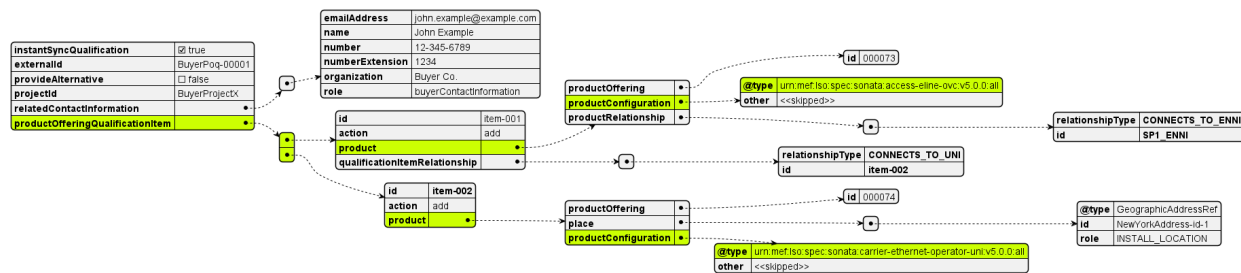 instantSyncQualification ☑ true
externalId BuyerPoq-00001
provideAlternative ☐ false
projectId BuyerProjectX
relatedContactInformation
productOfferingQualificationItem
emailAddress john.example@example.com
name John Example
number 12-345-6789
numberExtension 1234
organization Buyer Co.
role buyerContactInformation
id item-001
action add
product
qualificationItemRelationship
productOffering
productConfiguration
productRelationship
id 000073
@type urn:mef:lso:spec:sonata:access-eline-ovc:v5.0.0:all
other <<skipped>>
relationshipType CONNECTS_TO_ENNI
id SP1_ENNI
relationshipType CONNECTS_TO_UNI
id item-002
id item-002
action add
product
productOffering
place
productConfiguration
id 000074
@type GeographicAddressRef
id NewYorkAddress-id-1
role INSTALL_LOCATION
@type urn:mef:lso:spec:sonata:carrier-ethernet-operator-uni:v5.0.0:all
other <<skipped>>